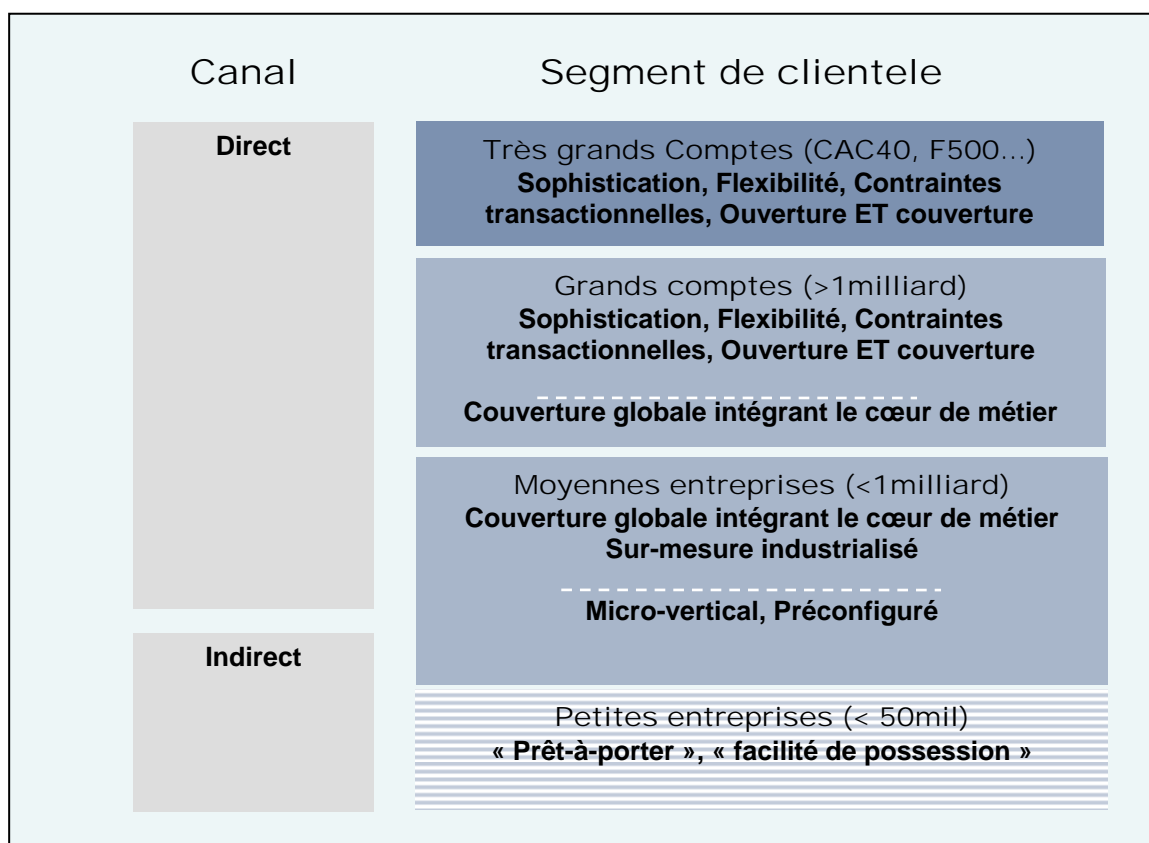 Canal
Segment de clientele
Direct
Très grands Comptes (CAC40, F500…)
Sophistication, Flexibilité, Contraintes
transactionnelles, Ouverture ET couverture
Grands comptes (>1milliard)
Sophistication, Flexibilité, Contraintes
transactionnelles, Ouverture ET couverture
Couverture globale intégrant le cœur de métier
Moyennes entreprises (<1milliard)
Couverture globale intégrant le cœur de métier
Sur-mesure industrialisé
Micro-vertical, Préconfiguré
Indirect
Petites entreprises (< 50mil)
« Prêt-à-porter », « facilité de possession »